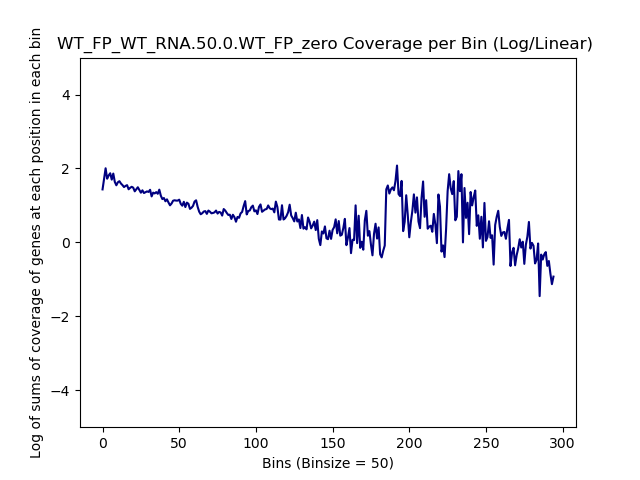 WT_FP_WT_RNA.50.0.WT_FP_zero Coverage per Bin (Log/Linear)
Log of sums of coverage of genes at each position in each bin
4
2
0
−2
−4
0 50 100 150 200 250 300
Bins (Binsize = 50)